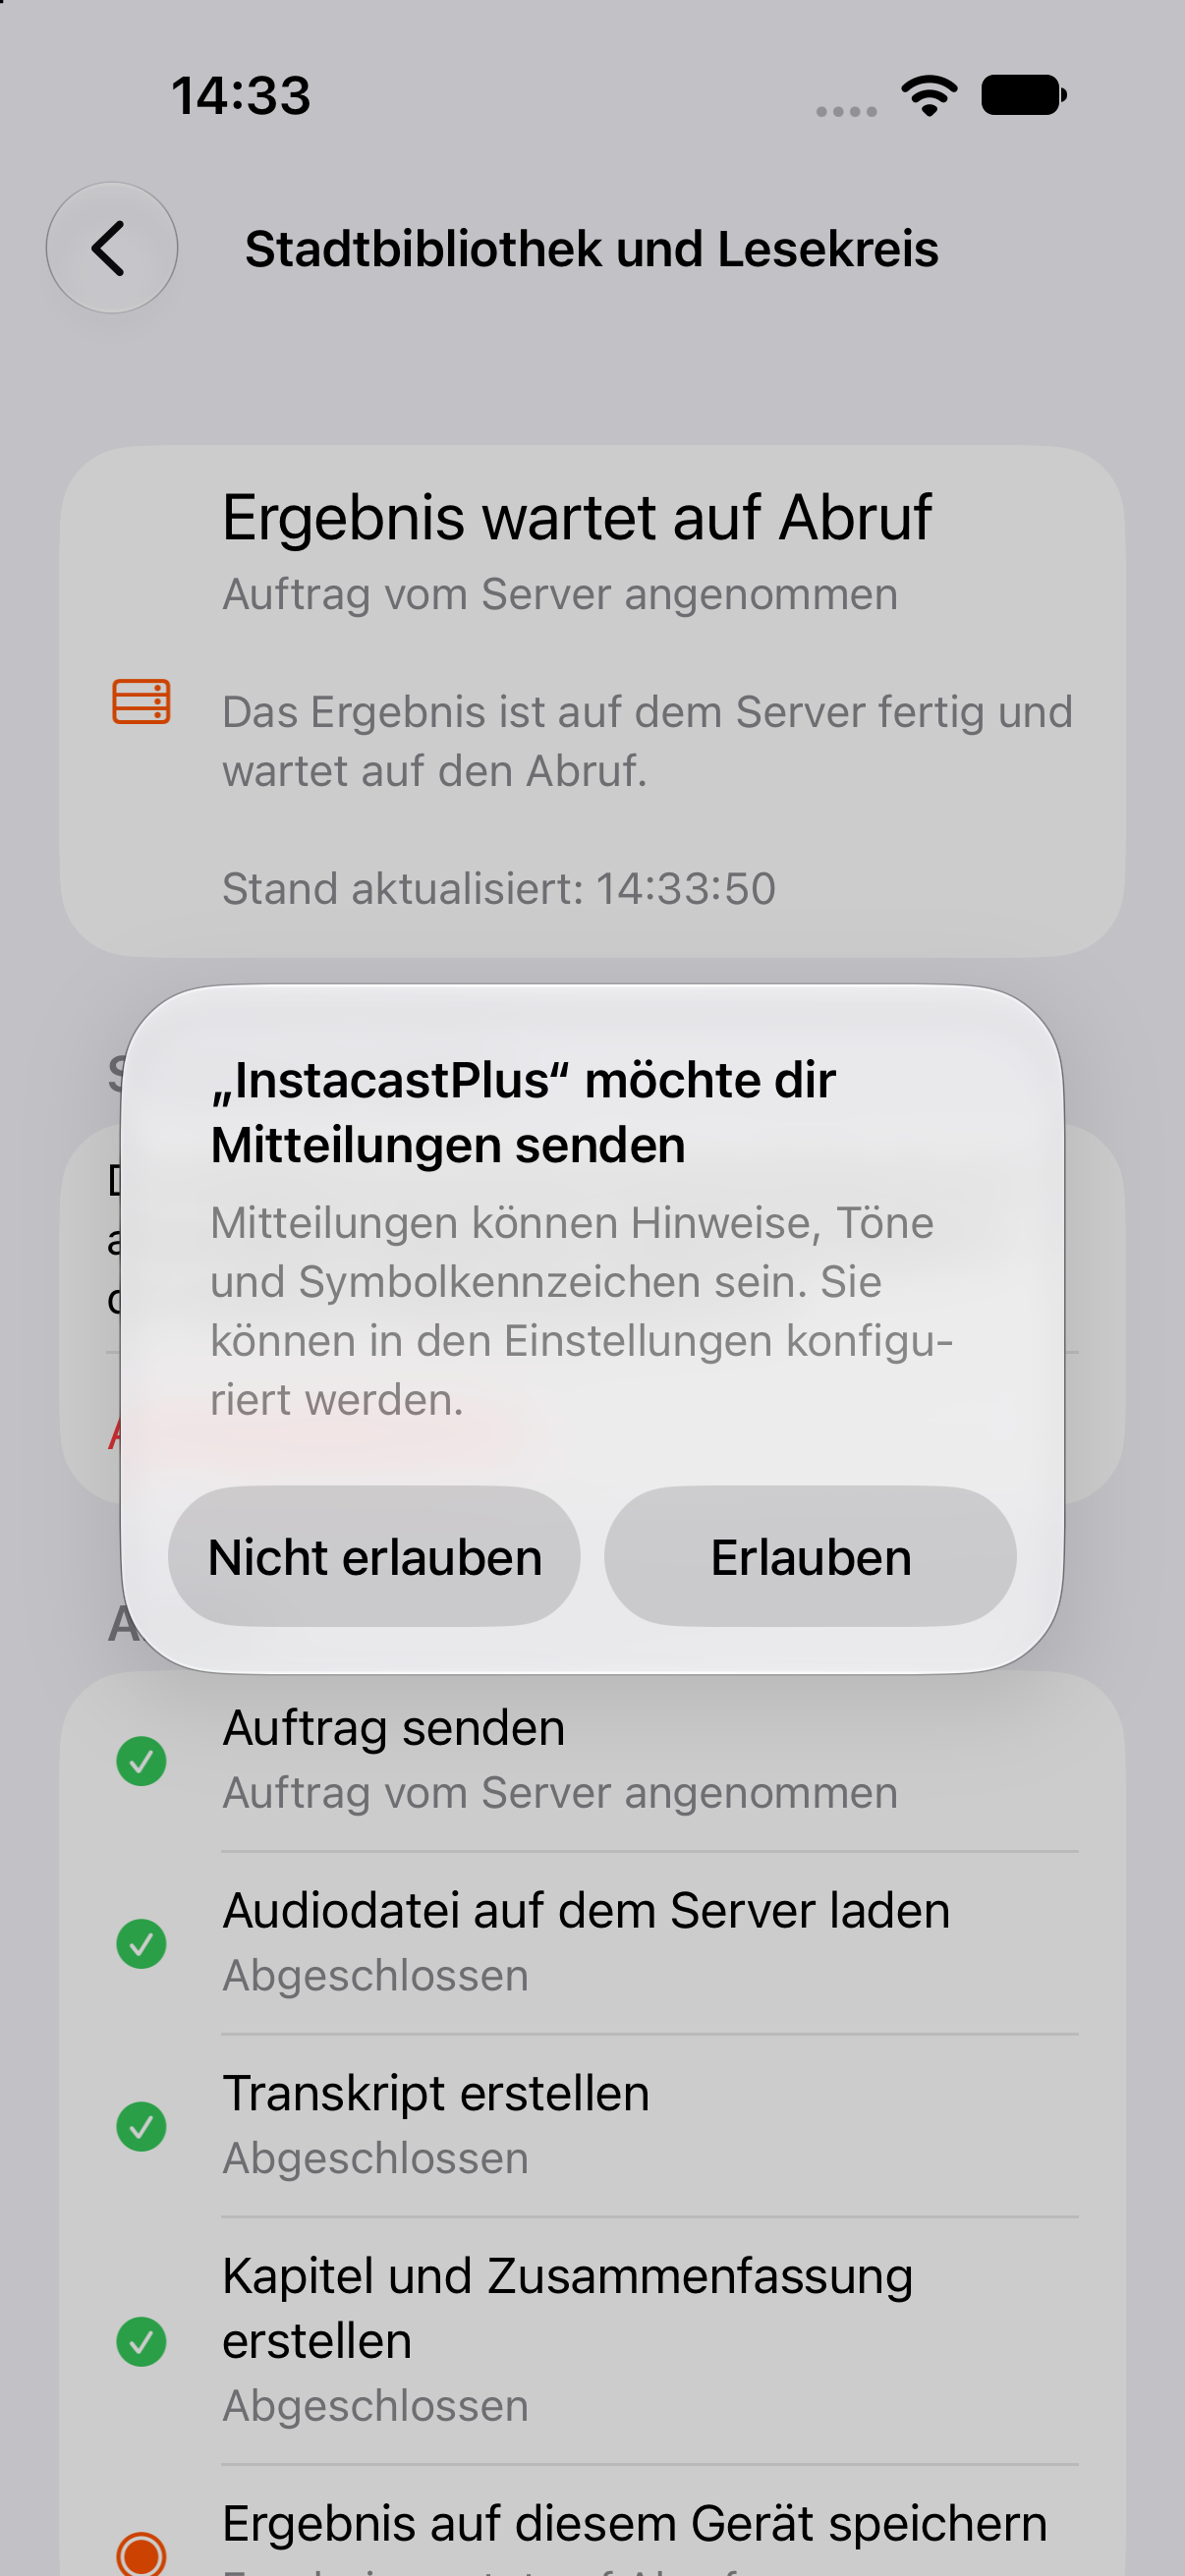 14:33
Stadtbibliothek und Lesekreis
Ergebnis wartet auf Abruf
Auftrag vom Server angenommen
Das Ergebnis ist auf dem Server fertig und
wartet auf den Abruf.
Stand aktualisiert: 14:33:50
„InstacastPlus“ möchte dir
Mitteilungen senden
Mitteilungen können Hinweise, Töne
und Symbolkennzeichen sein. Sie
können in den Einstellungen konfigu-
riert werden.
Nicht erlauben
Erlauben
Auftrag senden
Auftrag vom Server angenommen
Audiodatei auf dem Server laden
Abgeschlossen
Transkript erstellen
Abgeschlossen
Kapitel und Zusammenfassung
erstellen
Abgeschlossen
Ergebnis auf diesem Gerät speichern